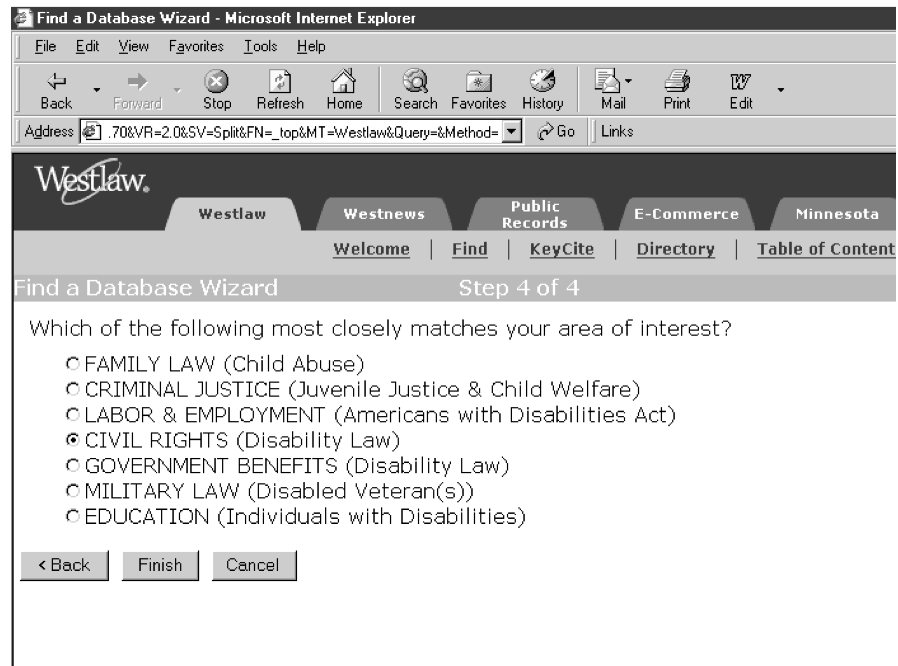 Find a Database Wizard - Microsoft Internet Explorer
File Edit View Favorites Tools Help
Back Forward Stop Refresh Home Search Favorites History Mail Print Edit
Address .70&VR=2.0&SV=Split&FN=_top&MT=Westlaw&Query=&Method= Go Links
Westlaw.
Westlaw Westnews Public Records E-Commerce Minnesota
Welcome | Find | KeyCite | Directory | Table of Content
Find a Database Wizard Step 4 of 4
Which of the following most closely matches your area of interest?
FAMILY LAW (Child Abuse)
CRIMINAL JUSTICE (Juvenile Justice & Child Welfare)
LABOR & EMPLOYMENT (Americans with Disabilities Act)
CIVIL RIGHTS (Disability Law)
GOVERNMENT BENEFITS (Disability Law)
MILITARY LAW (Disabled Veteran(s))
EDUCATION (Individuals with Disabilities)
< Back Finish Cancel